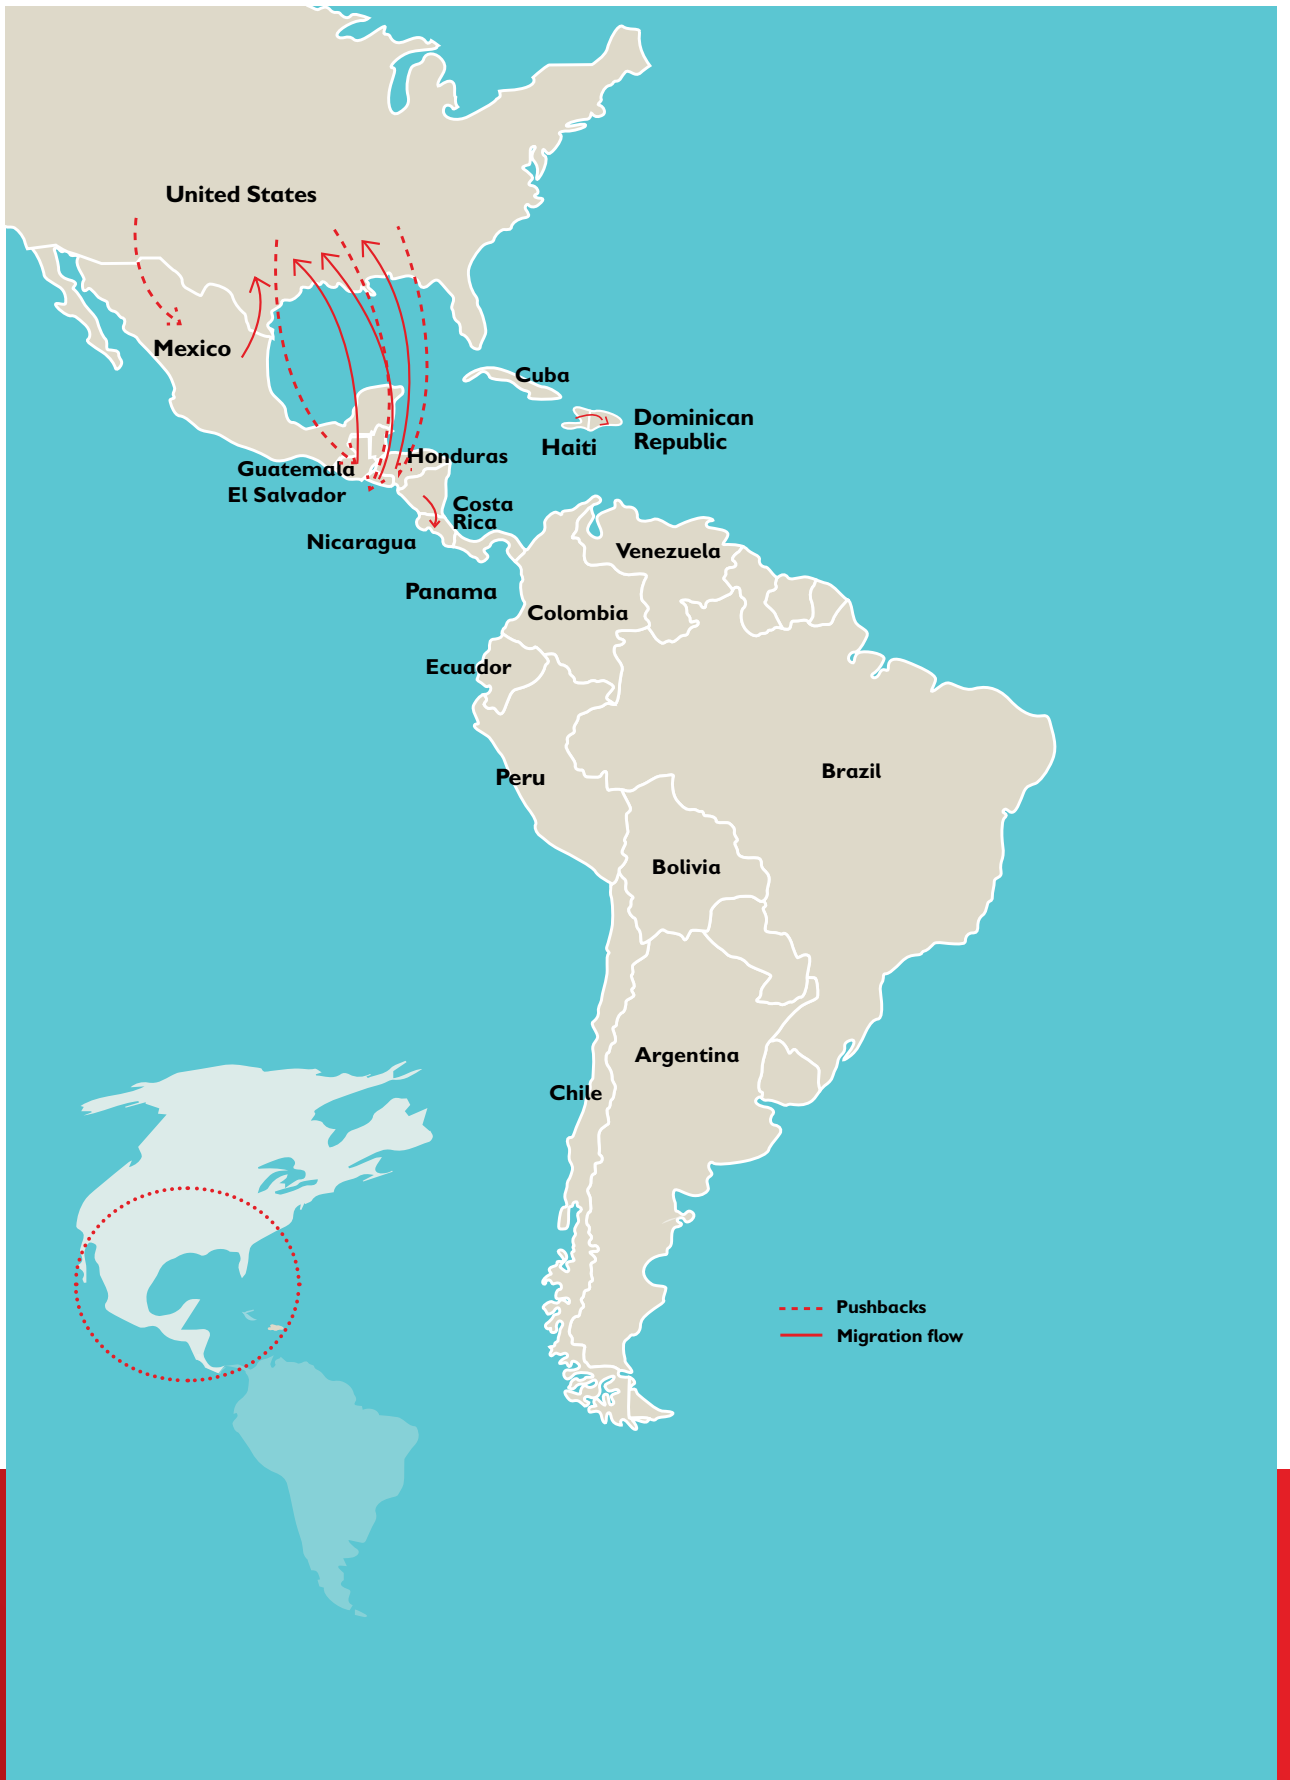 United States
Mexico
Cuba
Dominican
Republic
Haiti
Honduras
Guatemala
El Salvador
Costa
Rica
Nicaragua
Venezuela
Panama
Colombia
Ecuador
Peru
Brazil
Bolivia
Argentina
Chile
Pushbacks
Migration flow